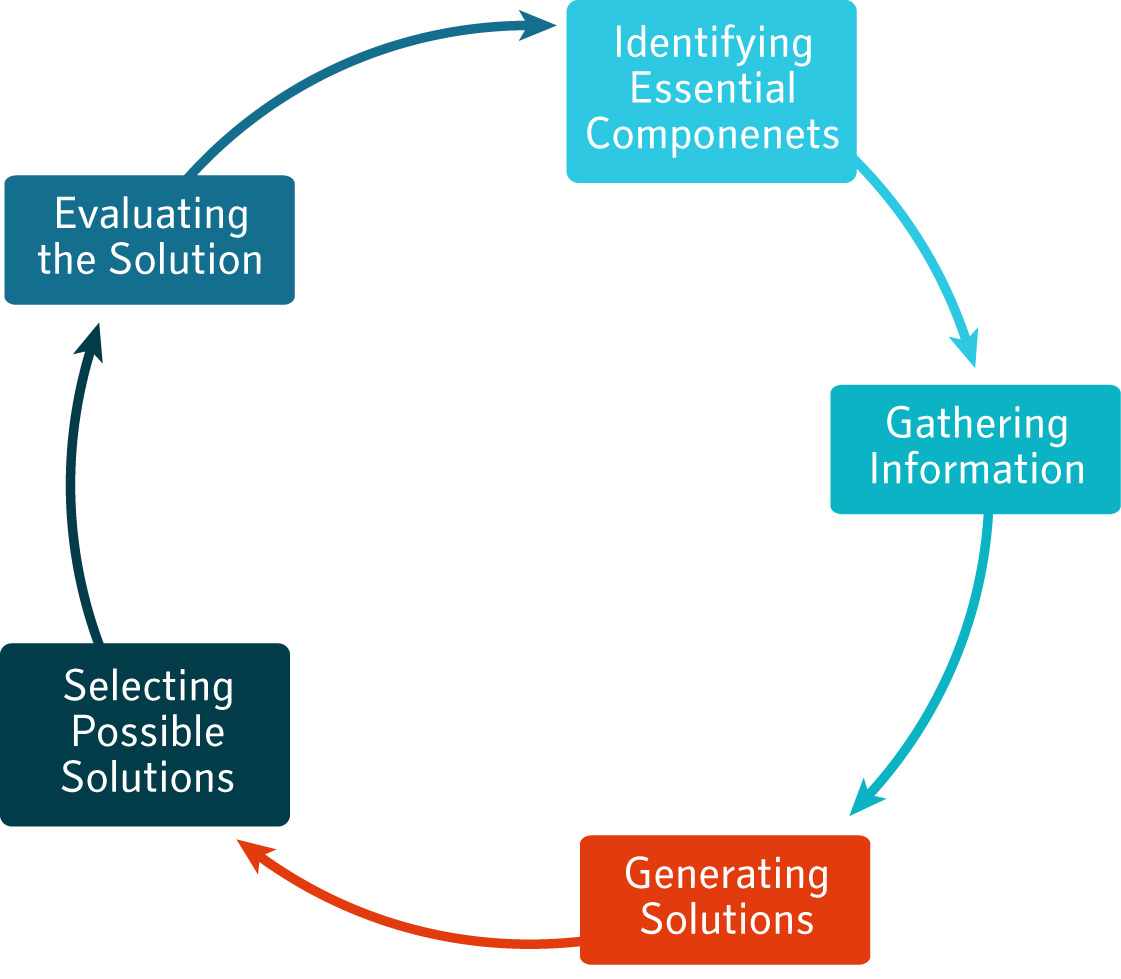 Identifying
Essential
Componenets
Gathering
Information
Generating
Solutions
Selecting
Possible
Solutions
Evaluating
the Solution